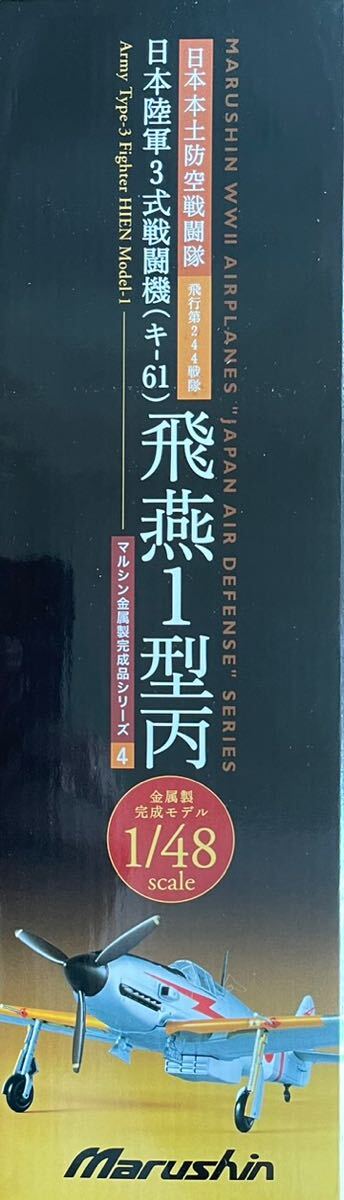 MARUSHIN WWII AIRPLANES "JAPAN AIR DEFENSE" SERIES
日本本土防空戦闘隊
飛行第244戦隊
日本陸軍3式戦闘機(キ-61)
飛燕1型丙
Army Type-3 Fighter HIEN Model-1
マルシン金属製完成品シリーズ 4
金属製
完成モデル
1/48
scale
Marushin